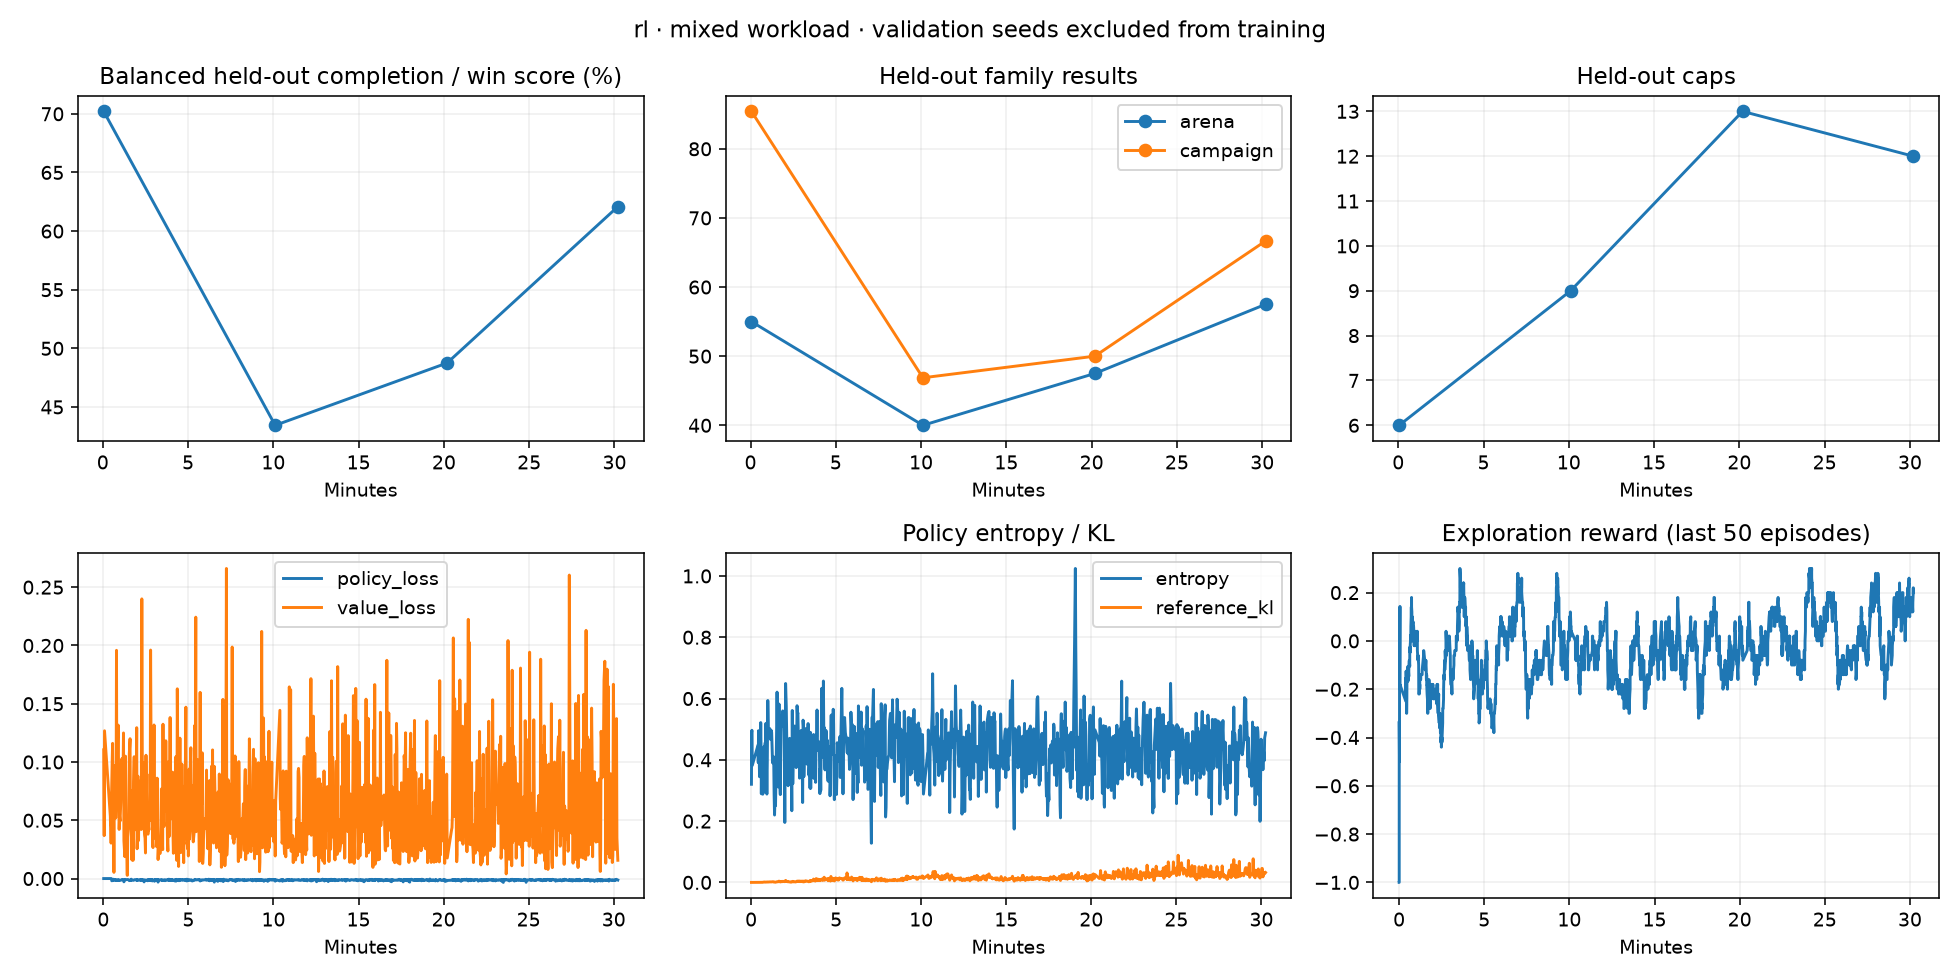 rl · mixed workload · validation seeds excluded from training
Balanced held-out completion / win score (%)
70
65
60
55
50
45
0 5 10 15 20 25 30
Minutes
Held-out family results
arena
campaign
80
70
60
50
40
0 5 10 15 20 25 30
Minutes
Held-out caps
13
12
11
10
9
8
7
6
0 5 10 15 20 25 30
Minutes
policy_loss
value_loss
0.25
0.20
0.15
0.10
0.05
0.00
0 5 10 15 20 25 30
Minutes
Policy entropy / KL
entropy
reference_kl
1.0
0.8
0.6
0.4
0.2
0.0
0 5 10 15 20 25 30
Minutes
Exploration reward (last 50 episodes)
0.2
0.0
−0.2
−0.4
−0.6
−0.8
−1.0
0 5 10 15 20 25 30
Minutes